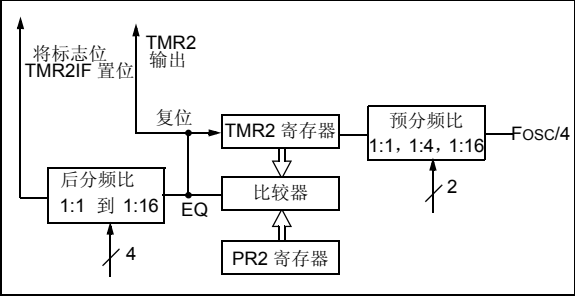 将标志位
TMR2IF 置位
TMR2
输出
复位
TMR2 寄存器
预分频比
1:1，1:4，1:16
FOSC/4
后分频比
1:1 到 1:16
EQ
比较器
2
4
PR2 寄存器